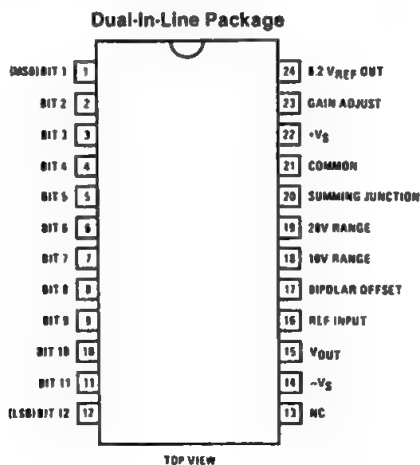 Dual-In-Line Package
(MSB) BIT 1 1
BIT 2 2
BIT 3 3
BIT 4 4
BIT 5 5
BIT 6 6
BIT 7 7
BIT 8 8
BIT 9 9
BIT 10 10
BIT 11 11
(LSB) BIT 12 12
24 6.2 VREF OUT
23 GAIN ADJUST
22 +VS
21 COMMON
20 SUMMING JUNCTION
19 20V RANGE
18 10V RANGE
17 BIPOLAR OFFSET
16 REF INPUT
15 VOUT
14 -VS
13 NC
TOP VIEW